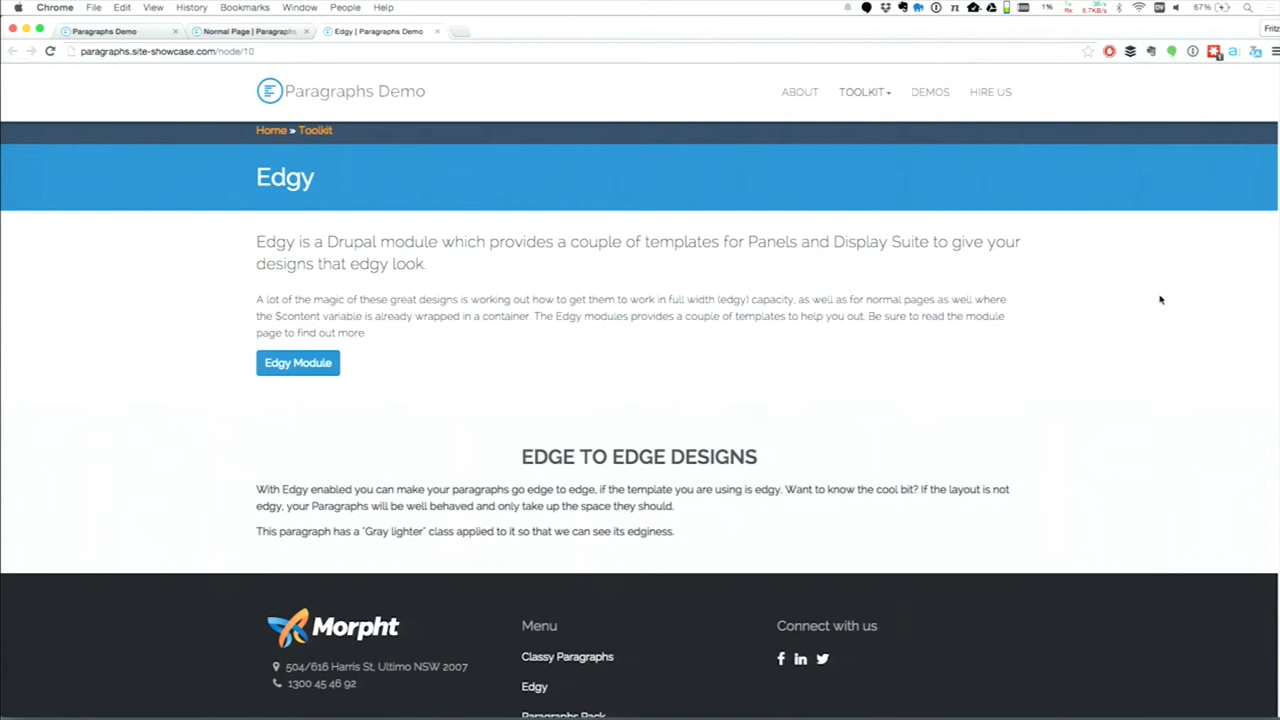 Chrome File Edit View History Bookmarks Window People Help 1% 67%
Paragraphs Demo Normal Page | Paragraphs Edgy | Paragraphs Demo Fritz
paragraphs.site-showcase.com/node/10
Paragraphs Demo ABOUT TOOLKIT DEMOS HIRE US
Home » Toolkit
Edgy
Edgy is a Drupal module which provides a couple of templates for Panels and Display Suite to give your
designs that edgy look.
A lot of the magic of these great designs is working out how to get them to work in full width (edgy) capacity, as well as for normal pages as well where
the $content variable is already wrapped in a container. The Edgy modules provides a couple of templates to help you out. Be sure to read the module
page to find out more.
Edgy Module
EDGE TO EDGE DESIGNS
With Edgy enabled you can make your paragraphs go edge to edge, if the template you are using is edgy. Want to know the cool bit? If the layout is not
edgy, your Paragraphs will be well behaved and only take up the space they should.
This paragraph has a "Gray lighter" class applied to it so that we can see its edginess.
Morpht Menu Connect with us
504/616 Harris St, Ultimo NSW 2007 Classy Paragraphs
1300 45 46 92
Edgy
Paragraphs Pack